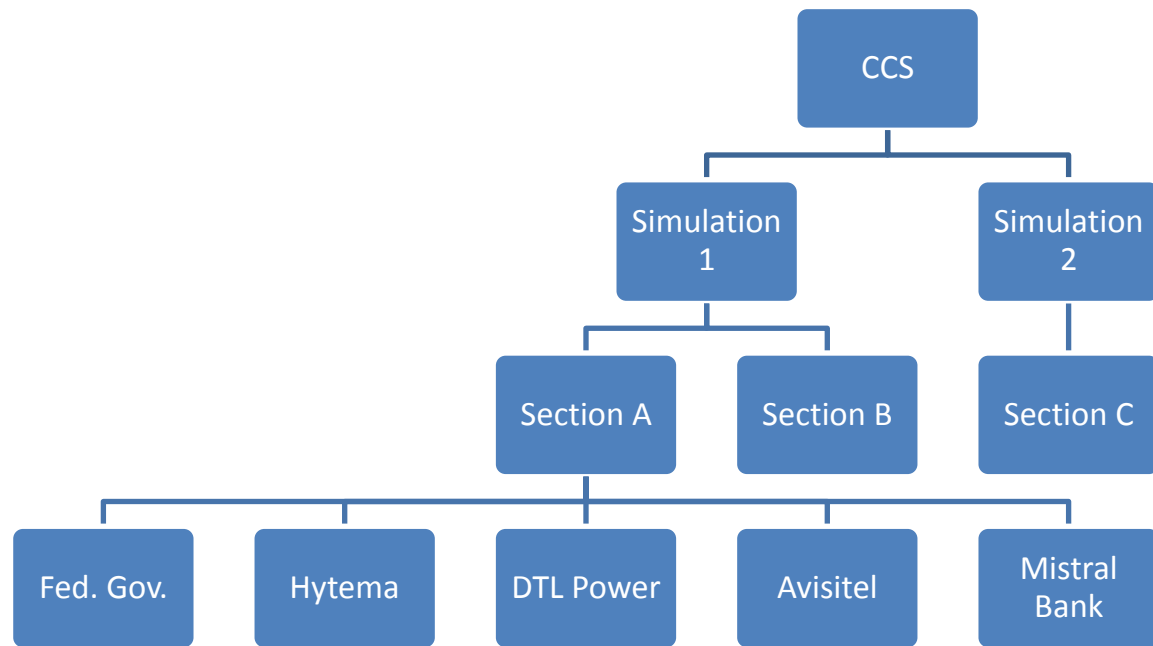 CCS
Simulation
1
Simulation
2
Section A
Section B
Section C
Fed. Gov.
Hytema
DTL Power
Avisitel
Mistral
Bank